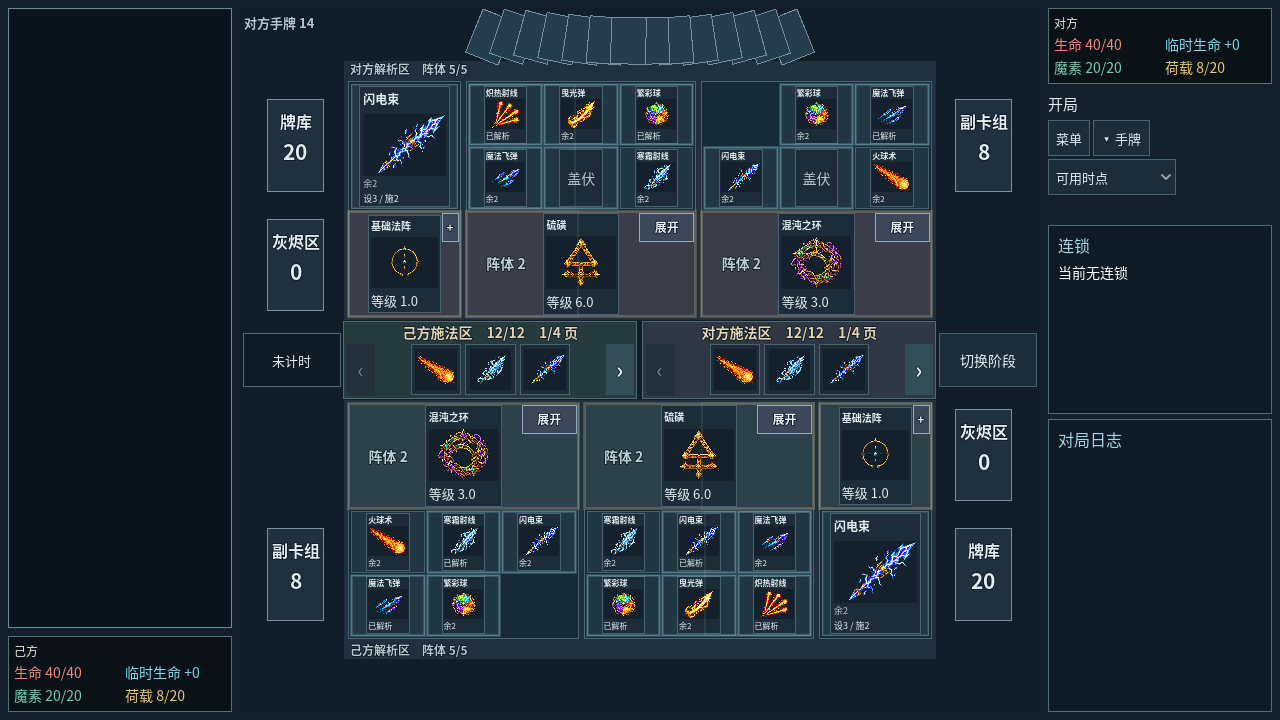 对方手牌 14
对方解析区 阵体 5/5
牌库
20
灰烬区
0
闪电束
余2
设3 / 施2
炽热射线
已解析
曳光弹
余2
繁彩球
已解析
魔法飞弹
余2
盖伏
寒霜射线
余2
繁彩球
余2
魔法飞弹
已解析
闪电束
余2
盖伏
火球术
余2
基础法阵
+
等级 1.0
阵体 2
硫磺
等级 6.0
展开
阵体 2
混沌之环
等级 3.0
展开
副卡组
8
未计时
己方施法区 12/12 1/4 页
‹
›
对方施法区 12/12 1/4 页
‹
›
切换阶段
阵体 2
混沌之环
等级 3.0
展开
阵体 2
硫磺
等级 6.0
展开
基础法阵
+
等级 1.0
灰烬区
0
火球术
余2
寒霜射线
已解析
闪电束
余2
魔法飞弹
已解析
繁彩球
余2
寒霜射线
余2
闪电束
已解析
魔法飞弹
余2
繁彩球
已解析
曳光弹
余2
炽热射线
已解析
闪电束
余2
设3 / 施2
副卡组
8
牌库
20
己方解析区 阵体 5/5
己方
生命 40/40 临时生命 +0
魔素 20/20 荷载 8/20
对方
生命 40/40 临时生命 +0
魔素 20/20 荷载 8/20
开局
菜单
▾ 手牌
可用时点
连锁
当前无连锁
对局日志